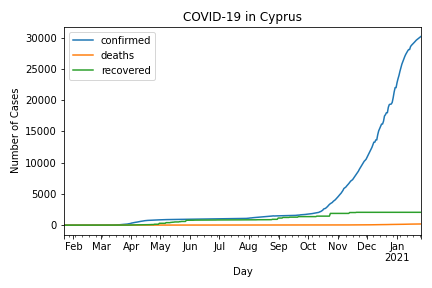 COVID-19 in Cyprus
confirmed
deaths
recovered
Number of Cases
30000
25000
20000
15000
10000
5000
0
Feb Mar Apr May Jun Jul Aug Sep Oct Nov Dec Jan
2021
Day